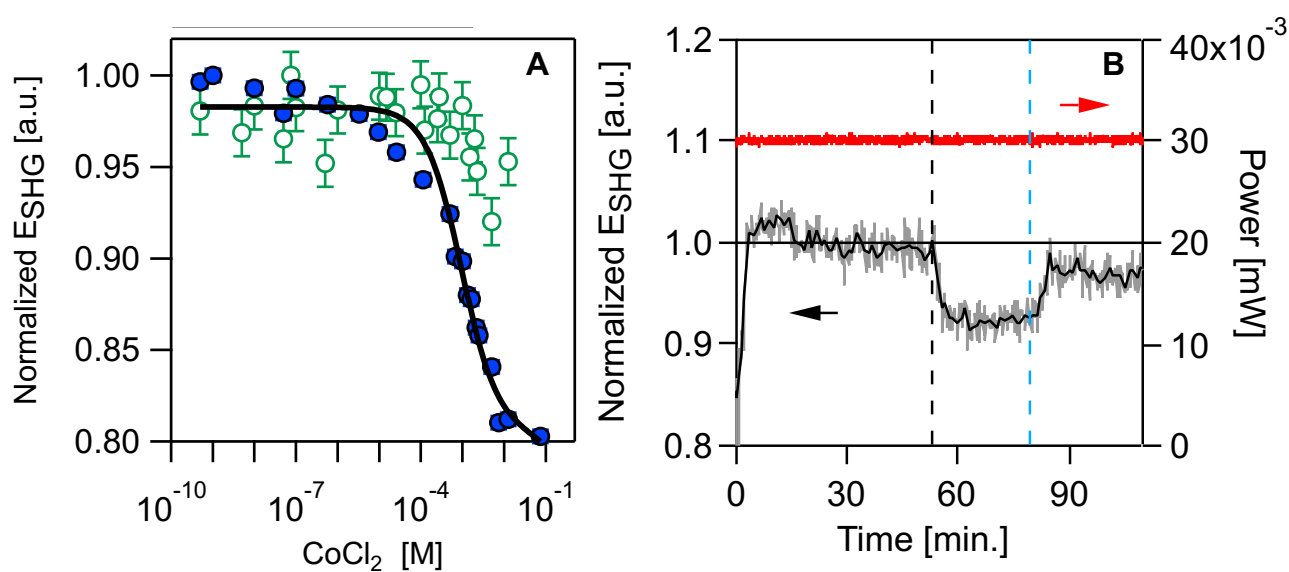 A
Normalized ESHG [a.u.]
1.00
0.95
0.90
0.85
0.80
10⁻¹⁰
10⁻⁷
10⁻⁴
10⁻¹
CoCl₂ [M]
B
Normalized ESHG [a.u.]
1.2
1.1
1.0
0.9
0.8
40x10⁻³
30
20
10
0
Power [mW]
0
30
60
90
Time [min.]